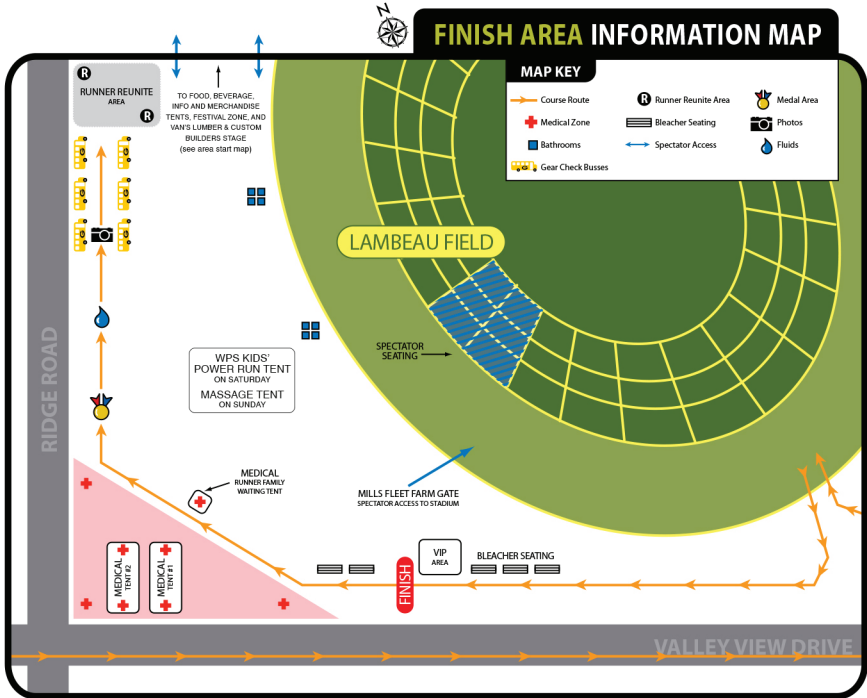 N
FINISH AREA INFORMATION MAP
MAP KEY
Course Route
R Runner Reunite Area
Medal Area
Medical Zone
Bleacher Seating
Photos
Bathrooms
Spectator Access
Fluids
Gear Check Busses
R
RUNNER REUNITE
AREA
R
TO FOOD, BEVERAGE,
INFO AND MERCHANDISE
TENTS, FESTIVAL ZONE, AND
VAN'S LUMBER & CUSTOM
BUILDERS STAGE
(see area start map)
LAMBEAU FIELD
SPECTATOR
SEATING
WPS KIDS'
POWER RUN TENT
ON SATURDAY
MASSAGE TENT
ON SUNDAY
RIDGE ROAD
MEDICAL
RUNNER FAMILY
WAITING TENT
MILLS FLEET FARM GATE
SPECTATOR ACCESS TO STADIUM
MEDICAL
TENT #2
MEDICAL
TENT #1
FINISH
VIP
AREA
BLEACHER SEATING
VALLEY VIEW DRIVE